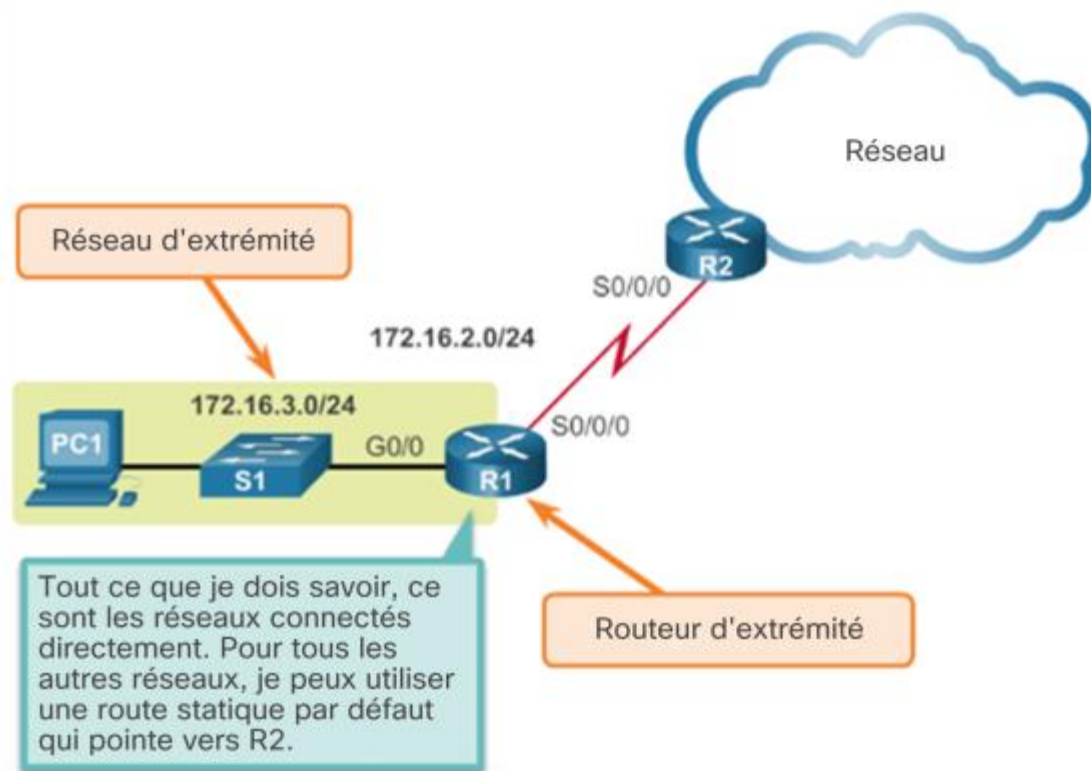 Réseau
Réseau d'extrémité
R2
S0/0/0
172.16.2.0/24
172.16.3.0/24
S0/0/0
PC1
G0/0
S1
R1
Tout ce que je dois savoir, ce
sont les réseaux connectés
directement. Pour tous les
autres réseaux, je peux utiliser
une route statique par défaut
qui pointe vers R2.
Routeur d'extrémité